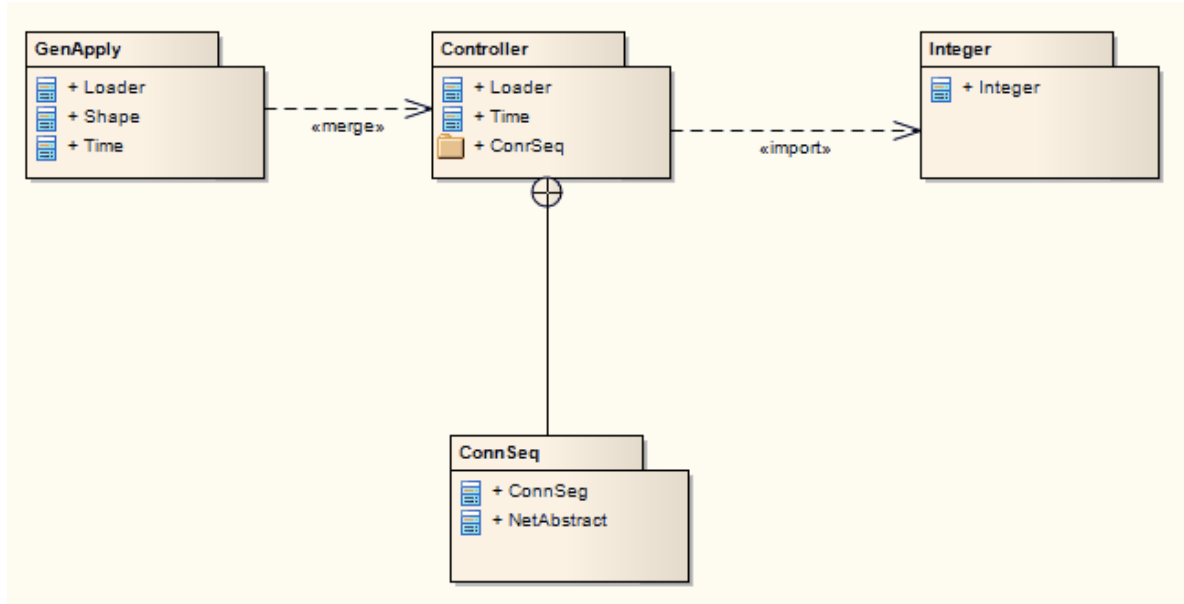 GenApply
+ Loader
+ Shape
+ Time
«merge»
Controller
+ Loader
+ Time
+ ConrSeq
«import»
Integer
+ Integer
ConnSeq
+ ConnSeg
+ NetAbstract